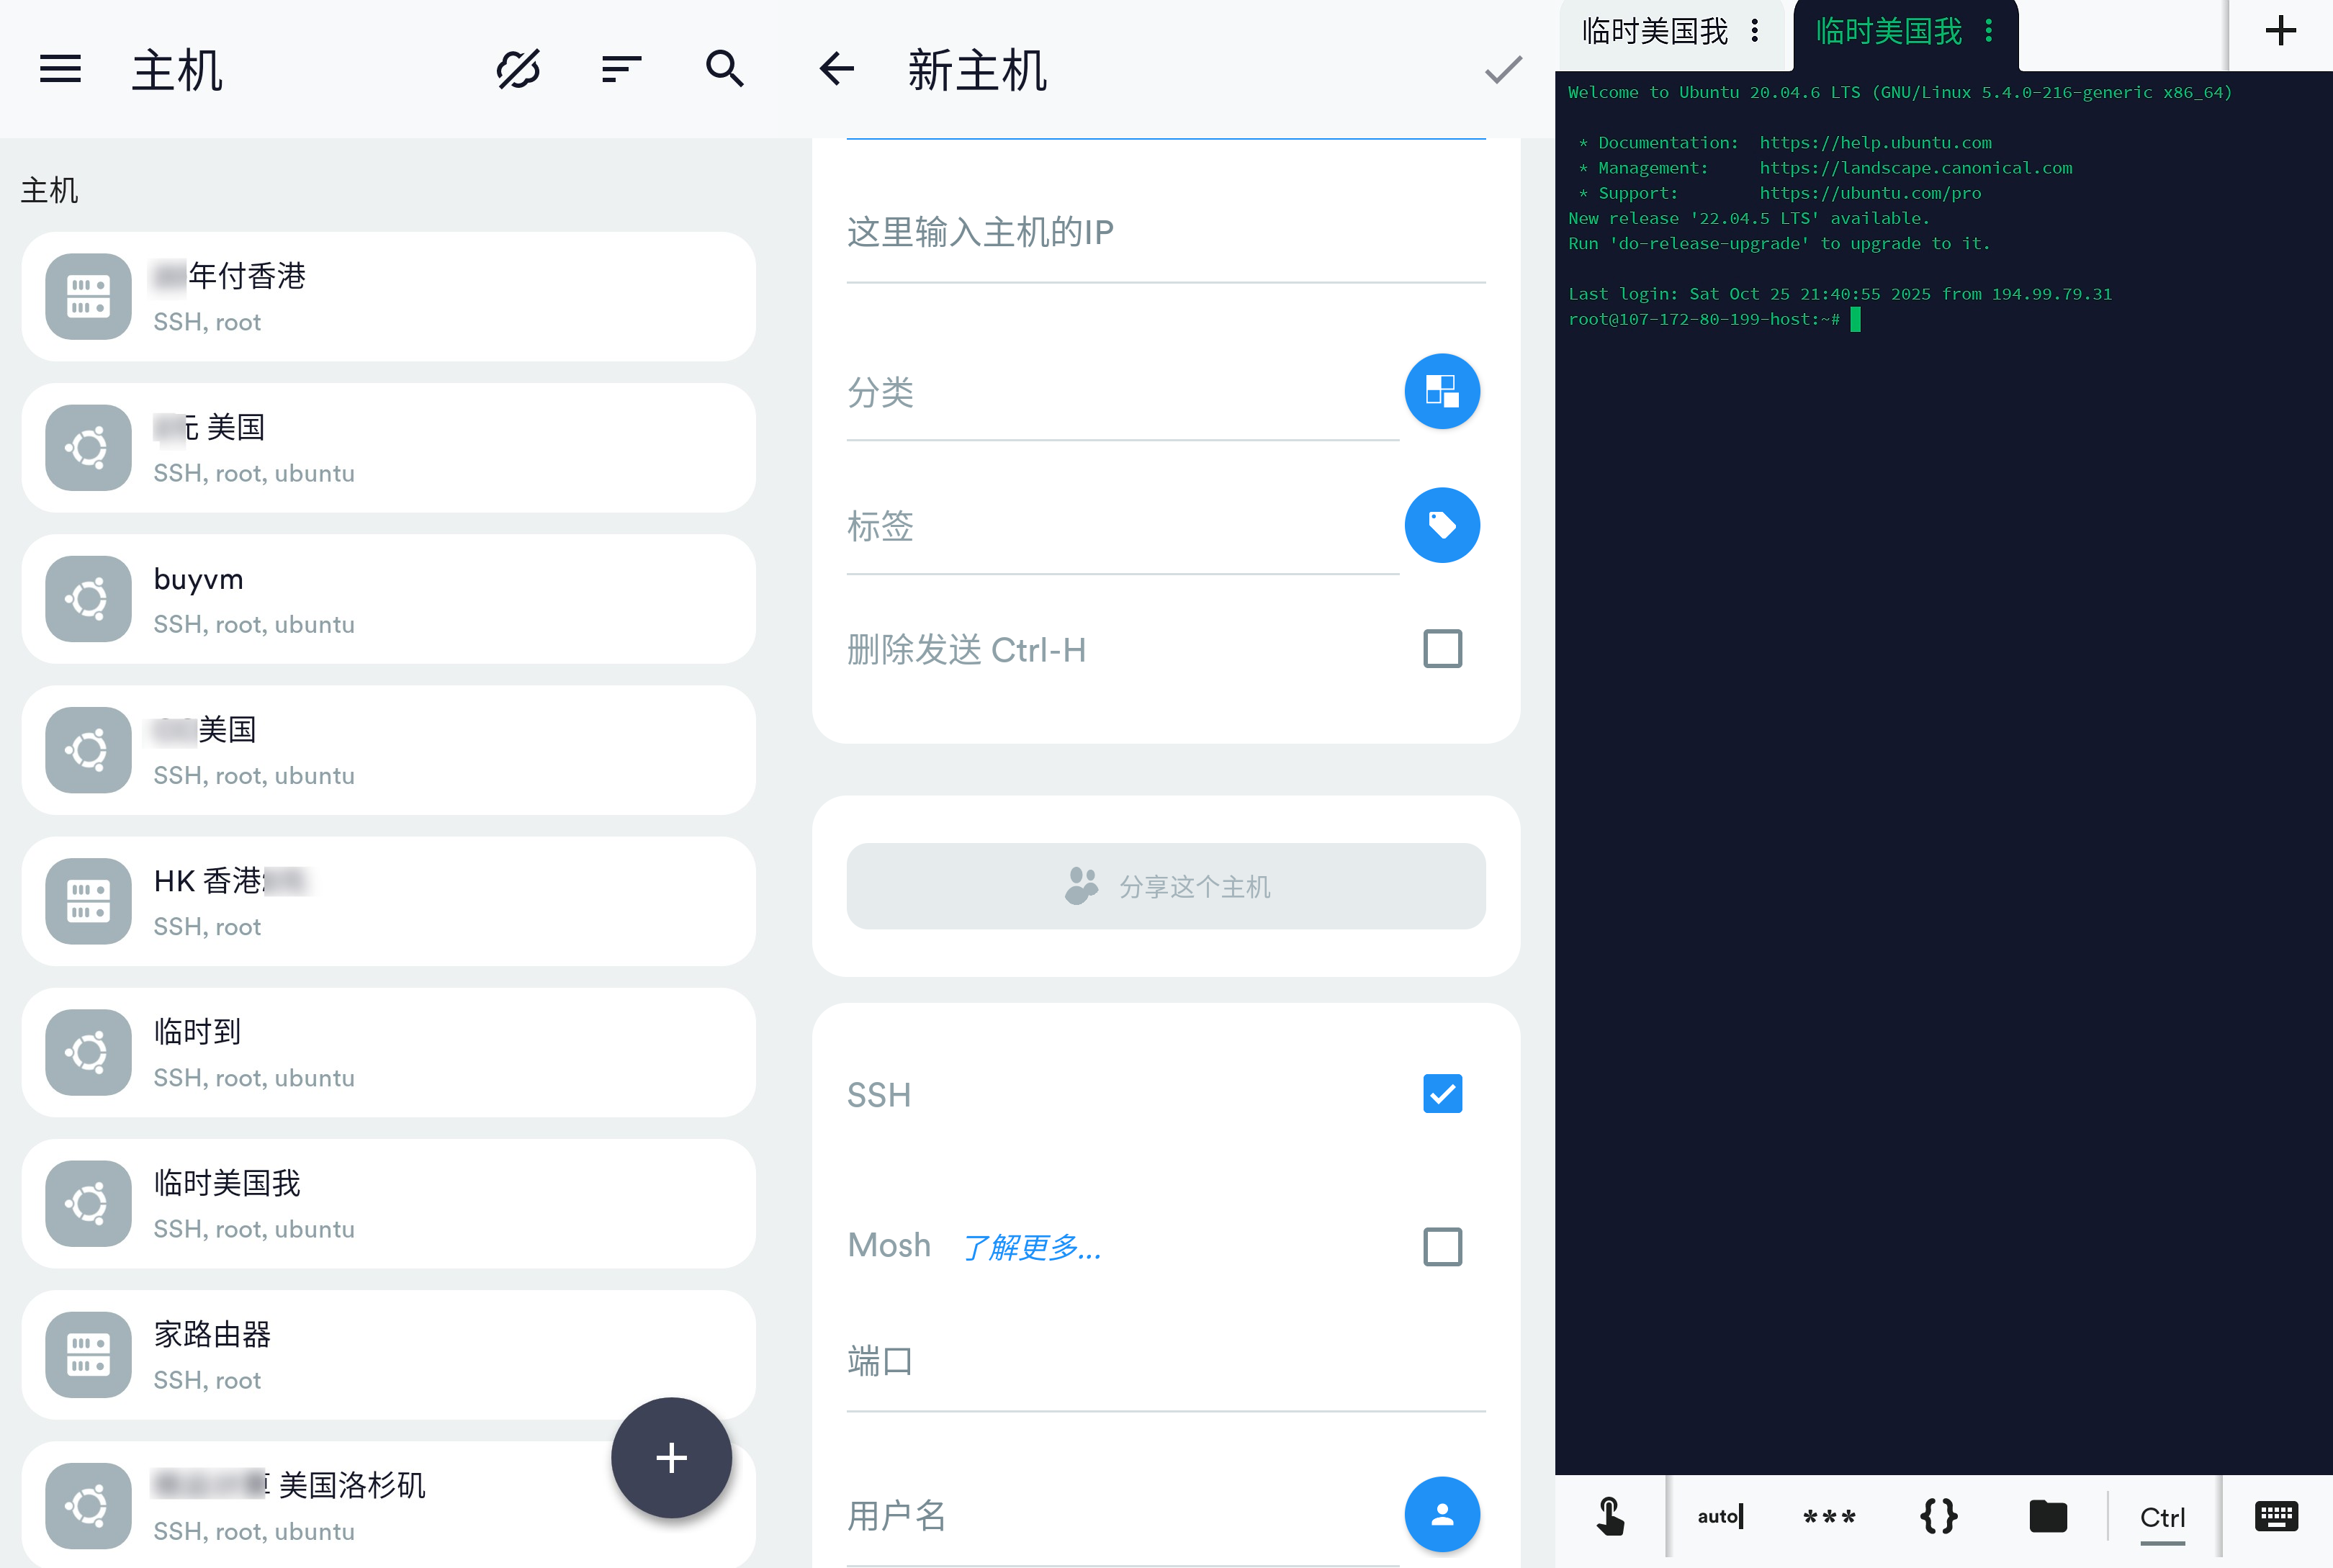 主机
主机
年付香港
SSH, root
元 美国
SSH, root, ubuntu
buyvm
SSH, root, ubuntu
美国
SSH, root, ubuntu
HK 香港
SSH, root
临时到
SSH, root, ubuntu
临时美国我
SSH, root, ubuntu
家路由器
SSH, root
美国洛杉矶
SSH, root, ubuntu
新主机
这里输入主机的IP
分类
标签
删除发送 Ctrl-H
分享这个主机
SSH
Mosh 了解更多...
端口
用户名
临时美国我 临时美国我
Welcome to Ubuntu 20.04.6 LTS (GNU/Linux 5.4.0-216-generic x86_64)
* Documentation: https://help.ubuntu.com
* Management: https://landscape.canonical.com
* Support: https://ubuntu.com/pro
New release '22.04.5 LTS' available.
Run 'do-release-upgrade' to upgrade to it.
Last login: Sat Oct 25 21:40:55 2025 from 194.99.79.31
root@107-172-80-199-host:~#
auto *** {} Ctrl